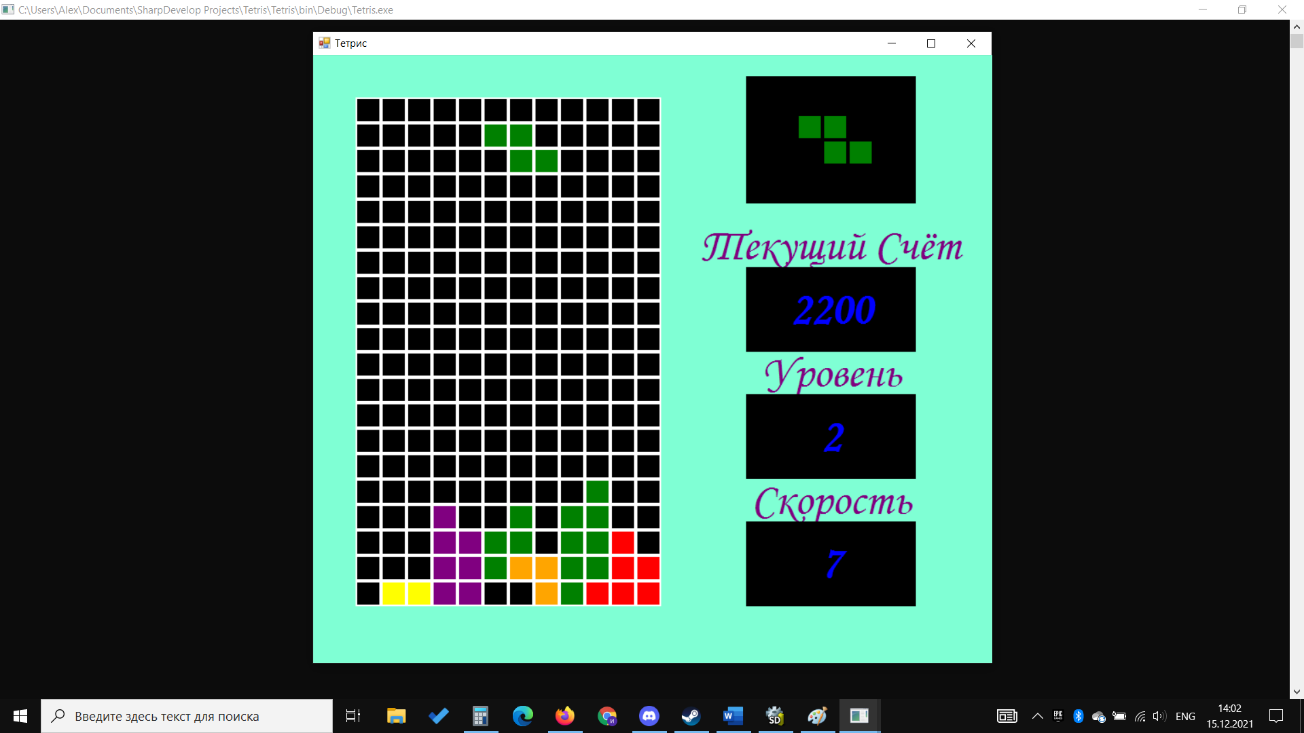 C:\Users\Alex\Documents\SharpDevelop Projects\Tetris\Tetris\bin\Debug\Tetris.exe
Тетрис
Текущий Счёт
2200
Уровень
2
Скорость
7
Введите здесь текст для поиска
ENG
14:02
15.12.2021